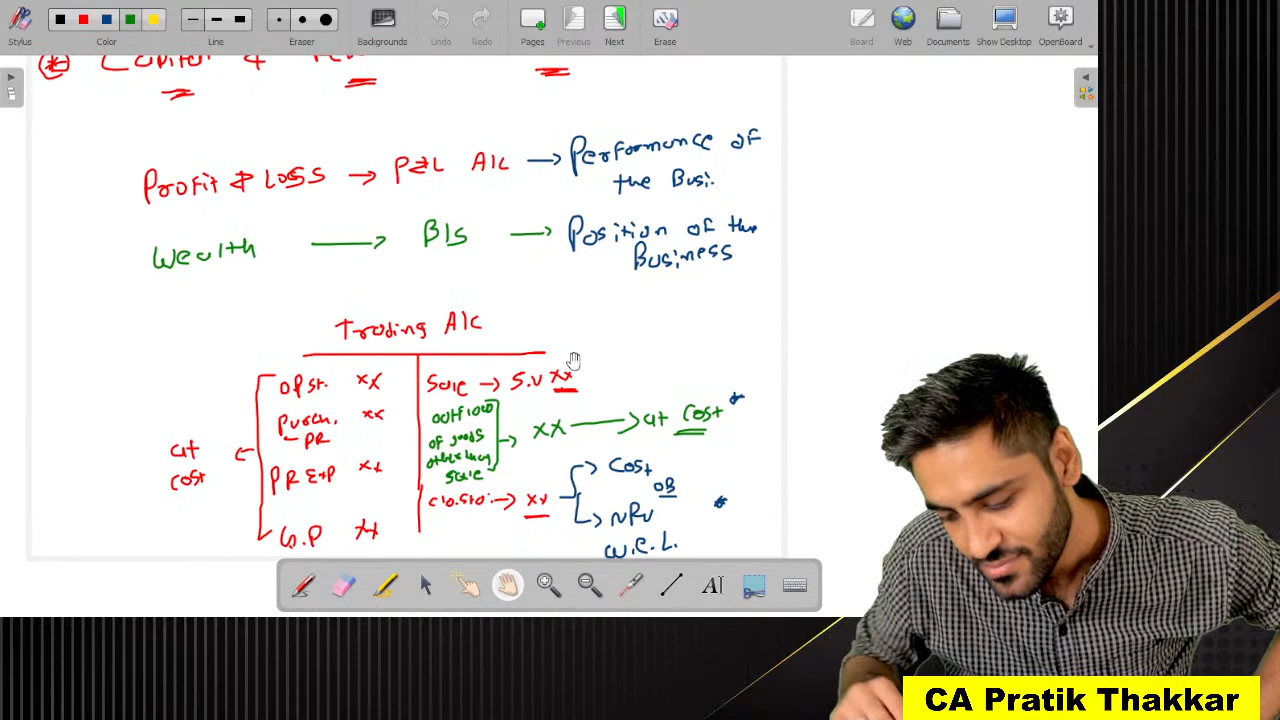 Stylus Color Line Eraser Backgrounds Undo Redo Pages Previous Next Erase Board Web Documents Show Desktop OpenBoard
Capital &
Profit & Loss → P&L A/c → Performance of
the Busi.
Wealth → B/s → Position of the
Business
Trading A/c
op st. xx Sale → S.V xx
Purch. xx
- PR
outflow
of goods
other than
sale
→ xx → at Cost *
at
cost
PR Exp xx
clo. sto. → xx
Cost
OR
NRV *
w.e.L.
G.P xx
CA Pratik Thakkar